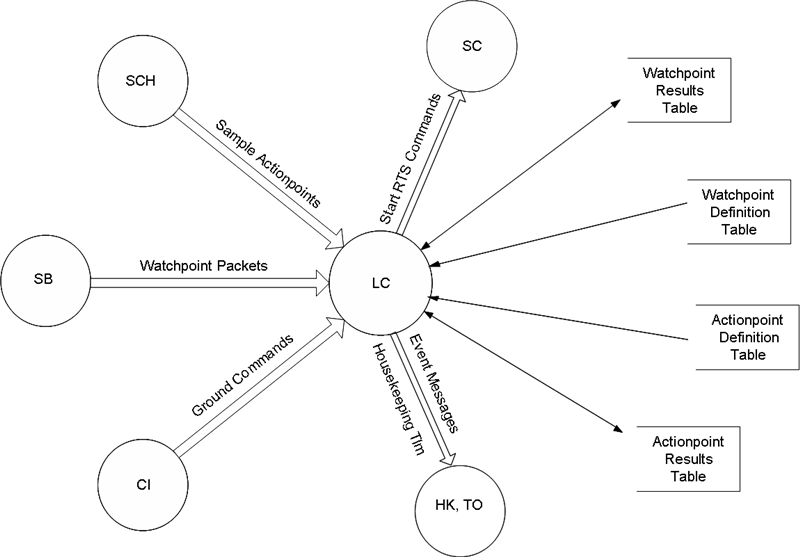 SC
SCH
Sample Actionpoints
Start RTS Commands
Watchpoint
Results
Table
Watchpoint
Definition
Table
SB
Watchpoint Packets
LC
Actionpoint
Definition
Table
Ground Commands
Event Messages
Housekeeping Tlm
Actionpoint
Results
Table
CI
HK, TO